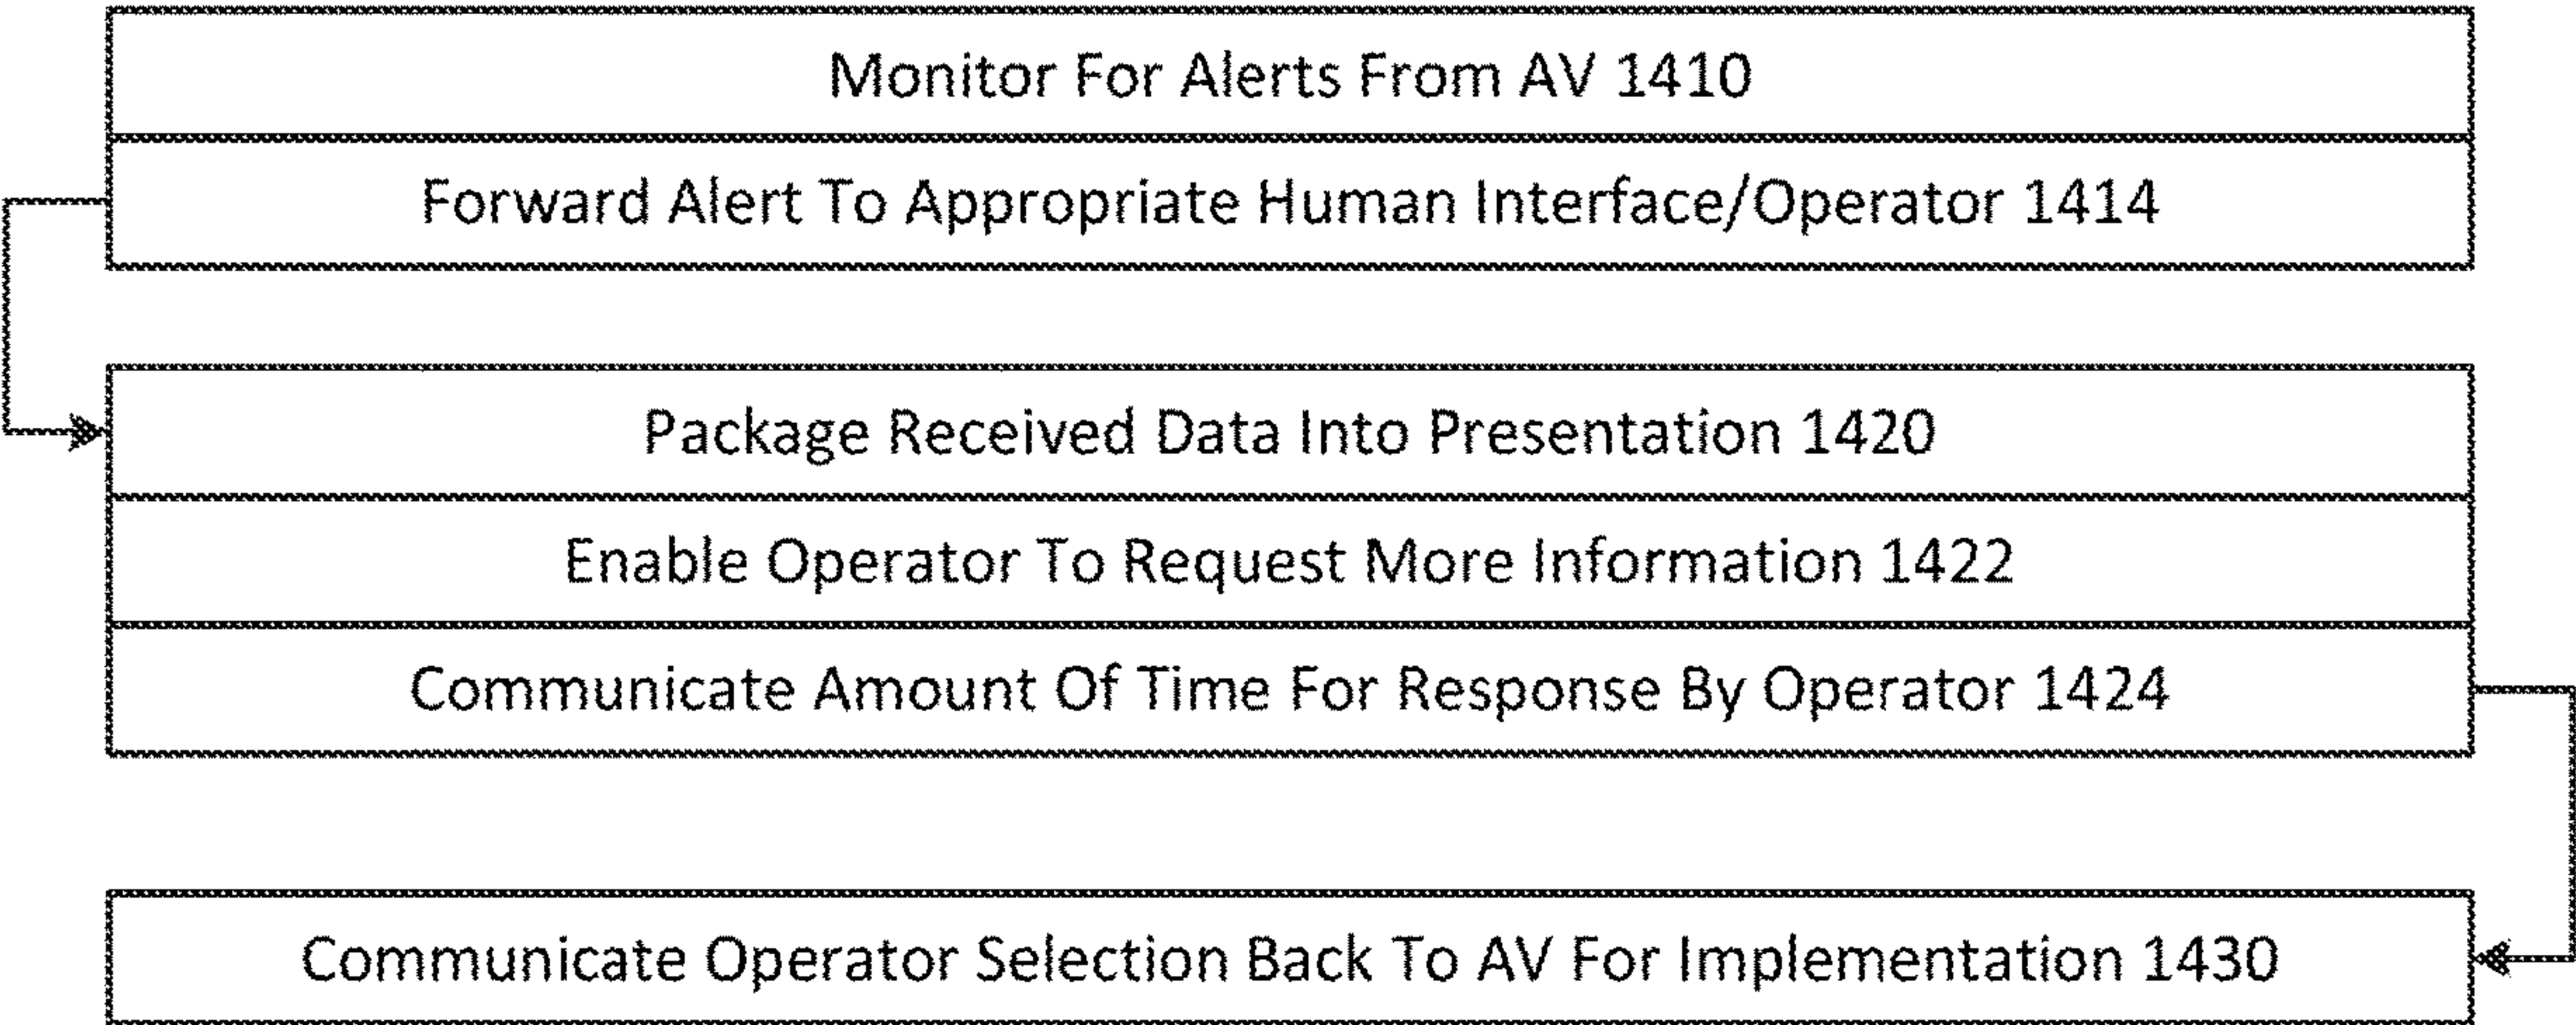 Monitor For Alerts From AV 1410
Forward Alert To Appropriate Human Interface/Operator 1414
Package Received Data Into Presentation 1420
Enable Operator To Request More Information 1422
Communicate Amount Of Time For Response By Operator 1424
Communicate Operator Selection Back To AV For Implementation 1430